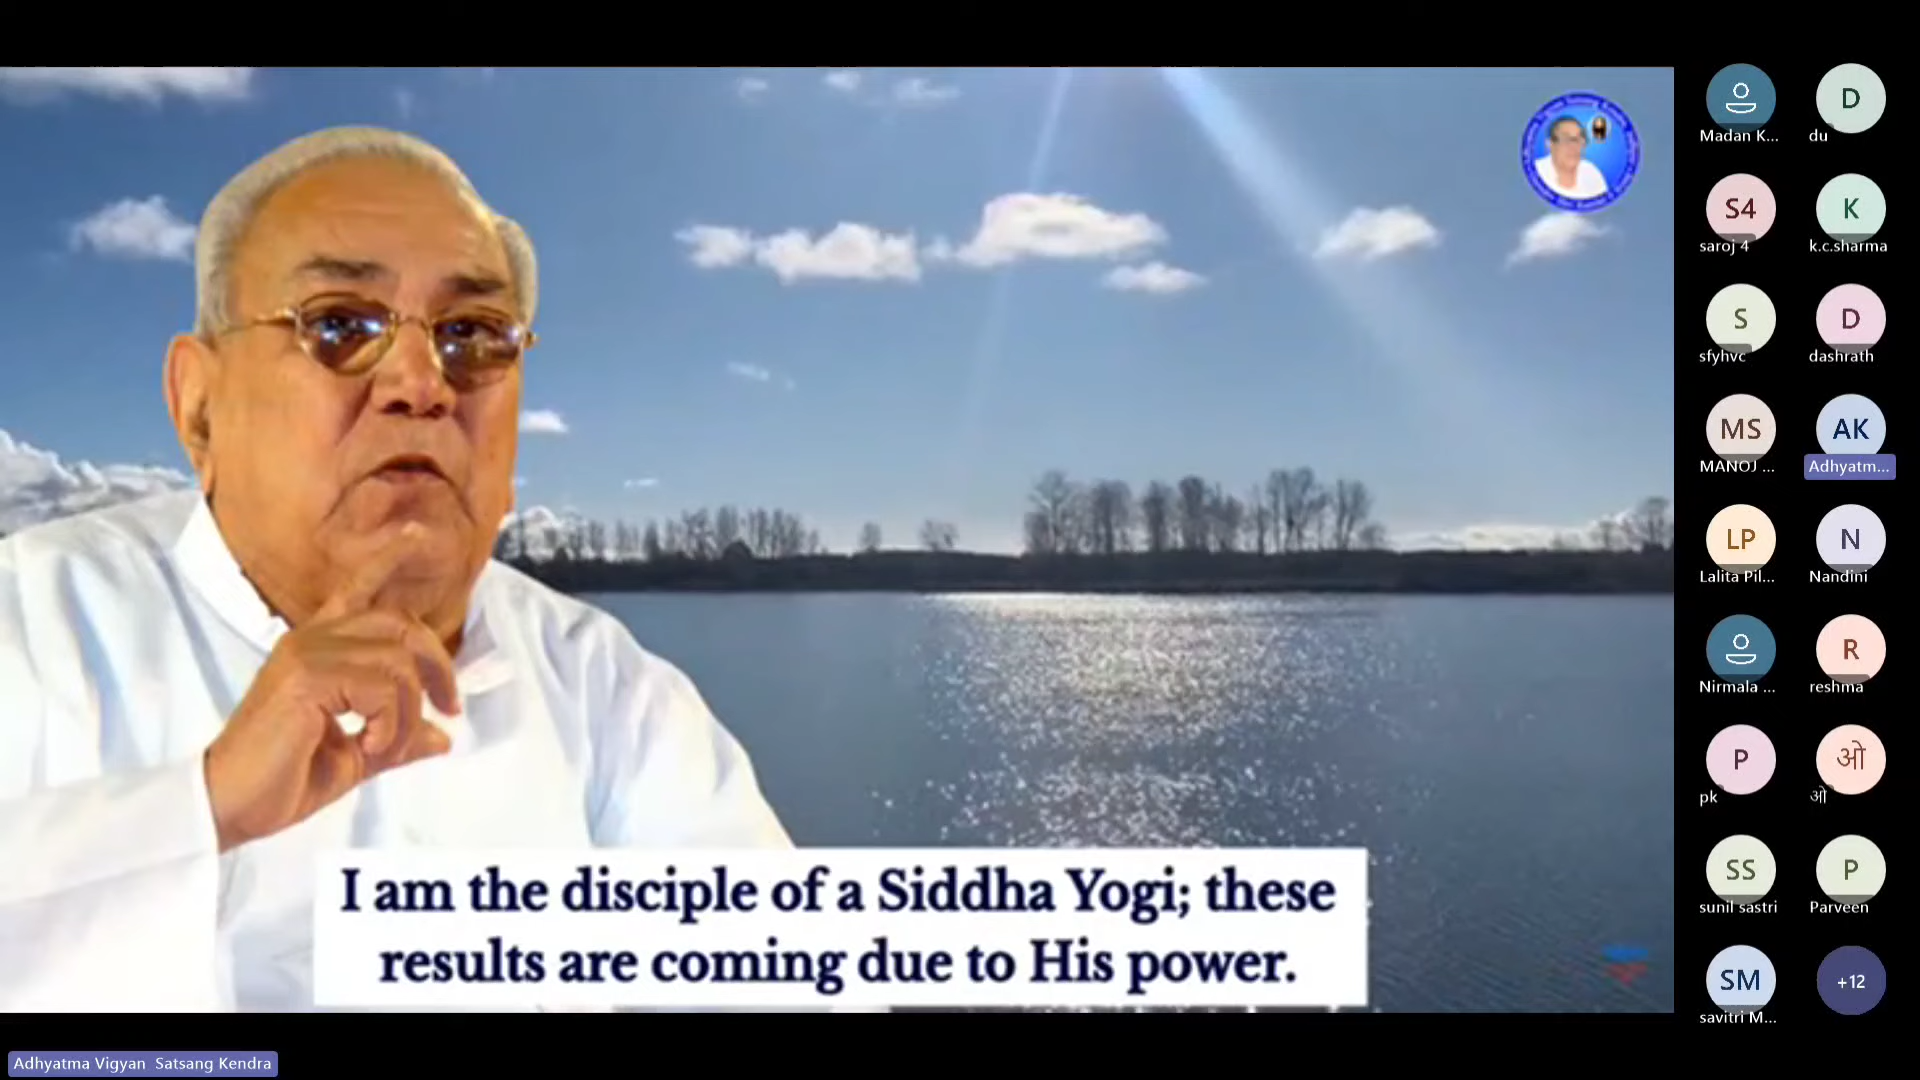 I am the disciple of a Siddha Yogi; these
results are coming due to His power.
Madan K...
D
du
S4
saroj 4
K
k.c.sharma
S
sfyhvc
D
dashrath
MS
MANOJ ...
AK
Adhyatm...
LP
Lalita Pil...
N
Nandini
Nirmala ...
R
reshma
P
pk
ओ
ओ
SS
sunil sastri
P
Parveen
SM
savitri M...
+12
Adhyatma Vigyan Satsang Kendra